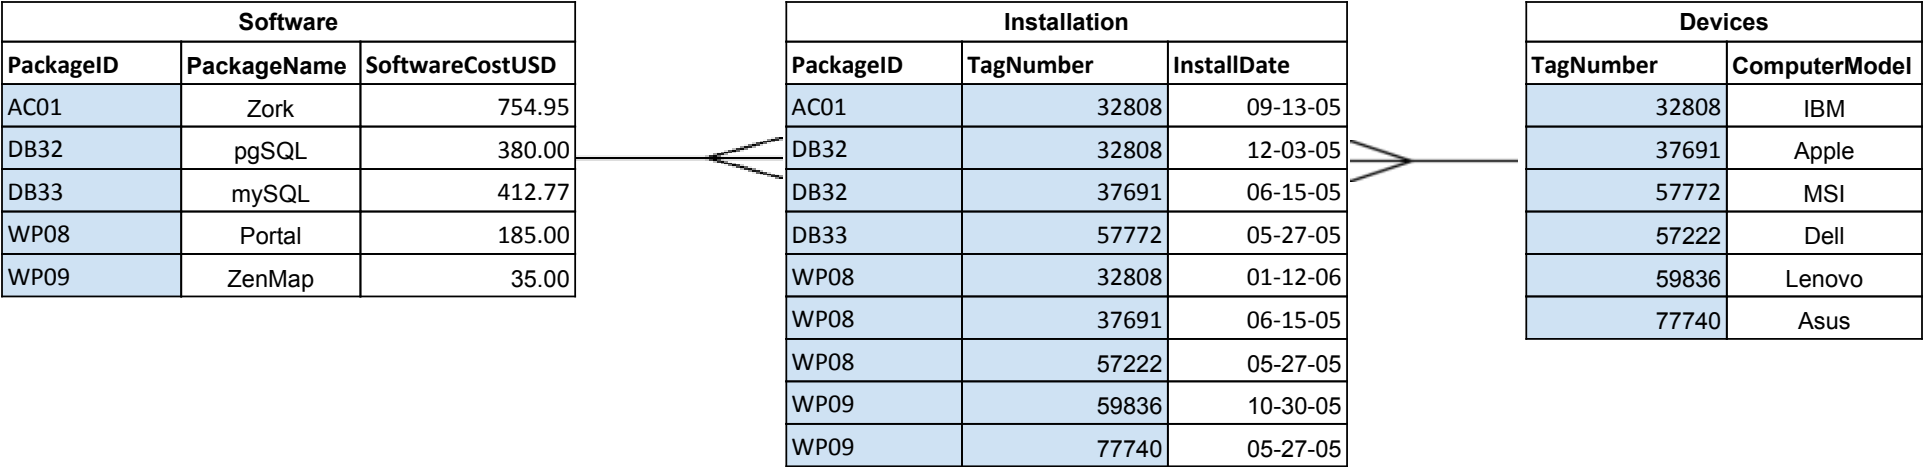 Software Installation Devices
PackageID PackageName SoftwareCostUSD PackageID TagNumber InstallDate TagNumber ComputerModel
AC01 Zork 754.95 AC01 32808 09-13-05 32808 IBM
DB32 pgSQL 380.00 DB32 32808 12-03-05 37691 Apple
DB33 mySQL 412.77 DB32 37691 06-15-05 57772 MSI
WP08 Portal 185.00 DB33 57772 05-27-05 57222 Dell
WP09 ZenMap 35.00 WP08 32808 01-12-06 59836 Lenovo
WP08 37691 06-15-05 77740 Asus
WP08 57222 05-27-05
WP09 59836 10-30-05
WP09 77740 05-27-05